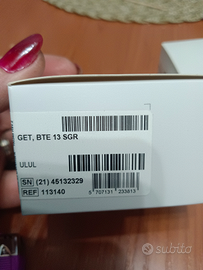 GET, BTE 13 SGR
ULUL
SN (21) 45132329
REF 113140
5 707131 233813
subito